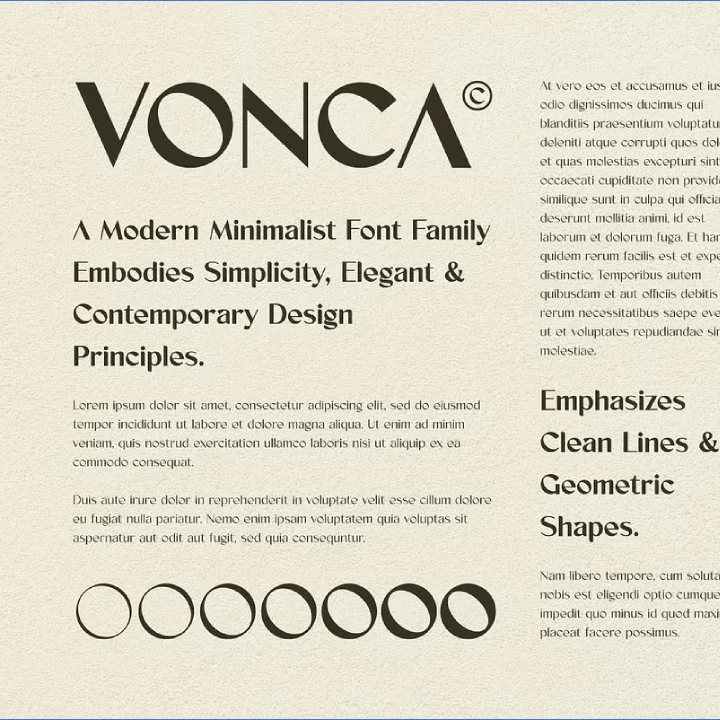 VONCA©
A Modern Minimalist Font Family
Embodies Simplicity, Elegant &
Contemporary Design
Principles.
Lorem ipsum dolor sit amet, consectetur adipiscing elit, sed do eiusmod
tempor incididunt ut labore et dolore magna aliqua. Ut enim ad minim
veniam, quis nostrud exercitation ullamco laboris nisi ut aliquip ex ea
commodo consequat.
Duis aute irure dolor in reprehenderit in voluptate velit esse cillum dolore
eu fugiat nulla pariatur. Nemo enim ipsam voluptatem quia voluptas sit
aspernatur aut odit aut fugit, sed quia consequntur.
OOOOOOO
At vero eos et accusamus et ius
odio dignissimos ducimus qui
blanditiis praesentium voluptatu
deleniti atque corrupti quos dol
et quas molestias excepturi sint
occaecati cupiditate non provid
similique sunt in culpa qui officia
deserunt mollitia animi, id est
laborum et dolorum fuga. Et har
quidem rerum facilis est et expe
distinctio. Temporibus autem
quibusdam et aut officiis debitis
rerum necessitatibus saepe eve
ut et voluptates repudiandae sin
molestiae.
Emphasizes
Clean Lines &
Geometric
Shapes.
Nam libero tempore, cum soluta
nobis est eligendi optio cumque
impedit quo minus id quod maxi
placeat facere possimus.